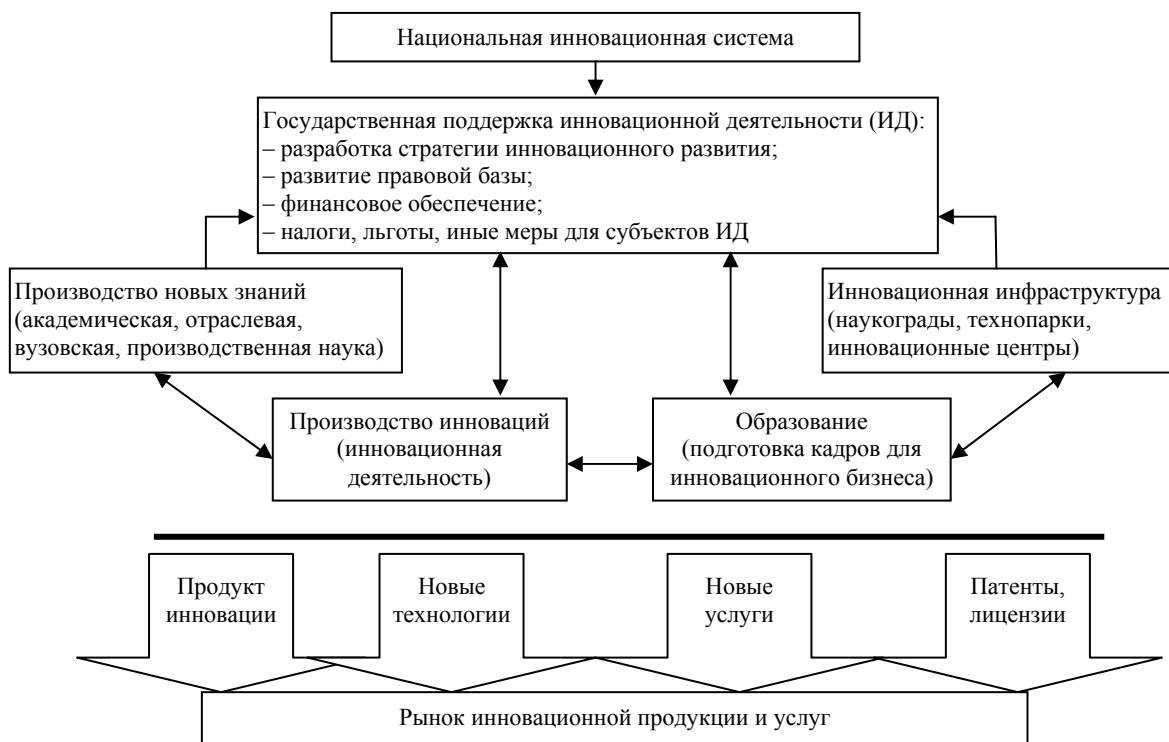 Национальная инновационная система
Государственная поддержка инновационной деятельности (ИД):
– разработка стратегии инновационного развития;
– развитие правовой базы;
– финансовое обеспечение;
– налоги, льготы, иные меры для субъектов ИД
Производство новых знаний
(академическая, отраслевая,
вузовская, производственная наука)
Инновационная инфраструктура
(наукограды, технопарки,
инновационные центры)
Производство инноваций
(инновационная
деятельность)
Образование
(подготовка кадров для
инновационного бизнеса)
Продукт
инновации
Новые
технологии
Новые
услуги
Патенты,
лицензии
Рынок инновационной продукции и услуг